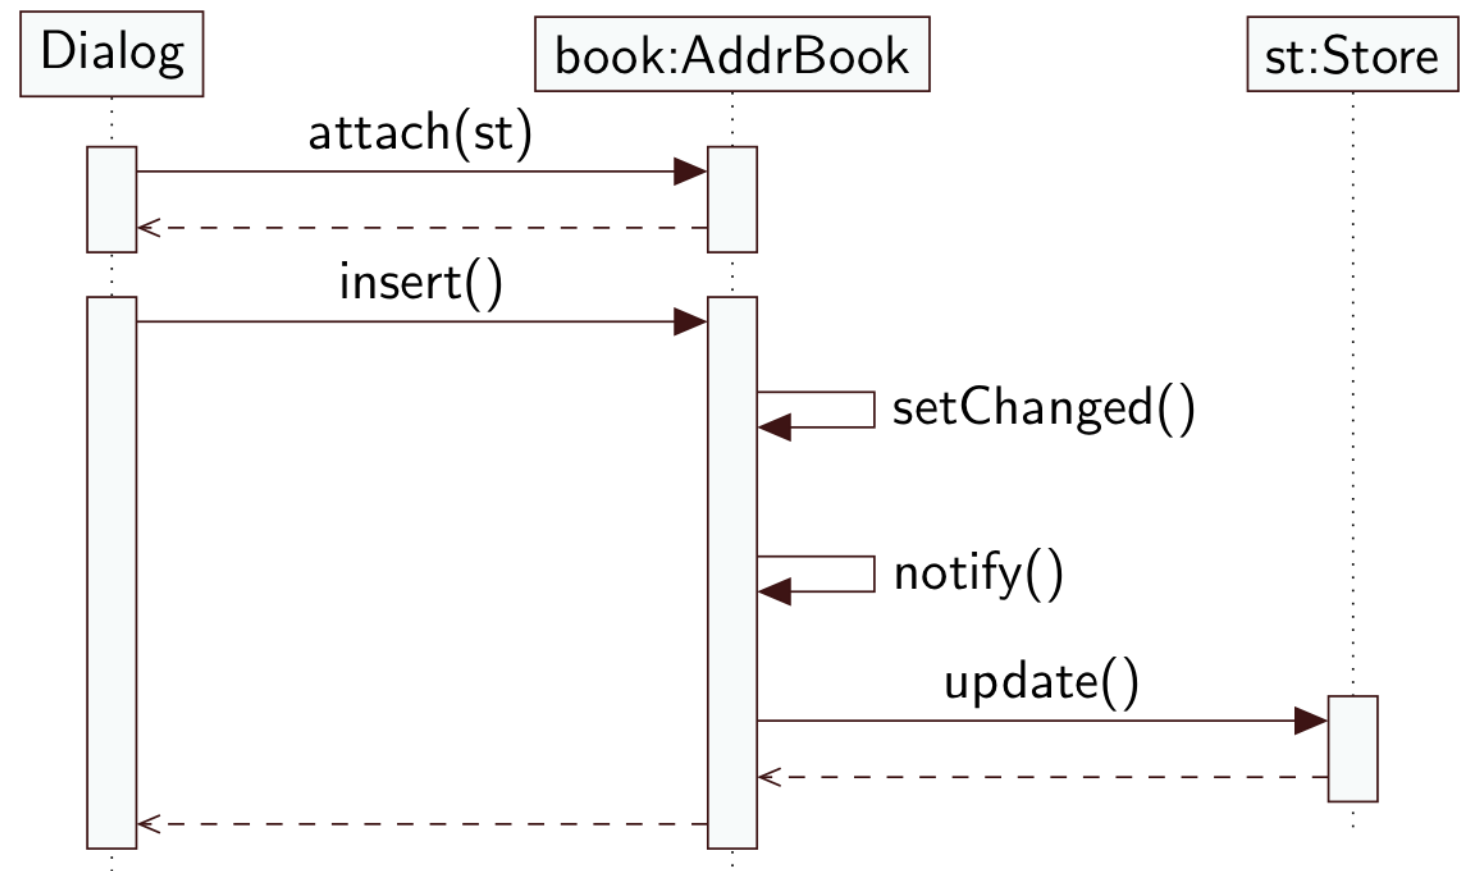 Dialog
book:AddrBook
st:Store
attach(st)
insert()
setChanged()
notify()
update()